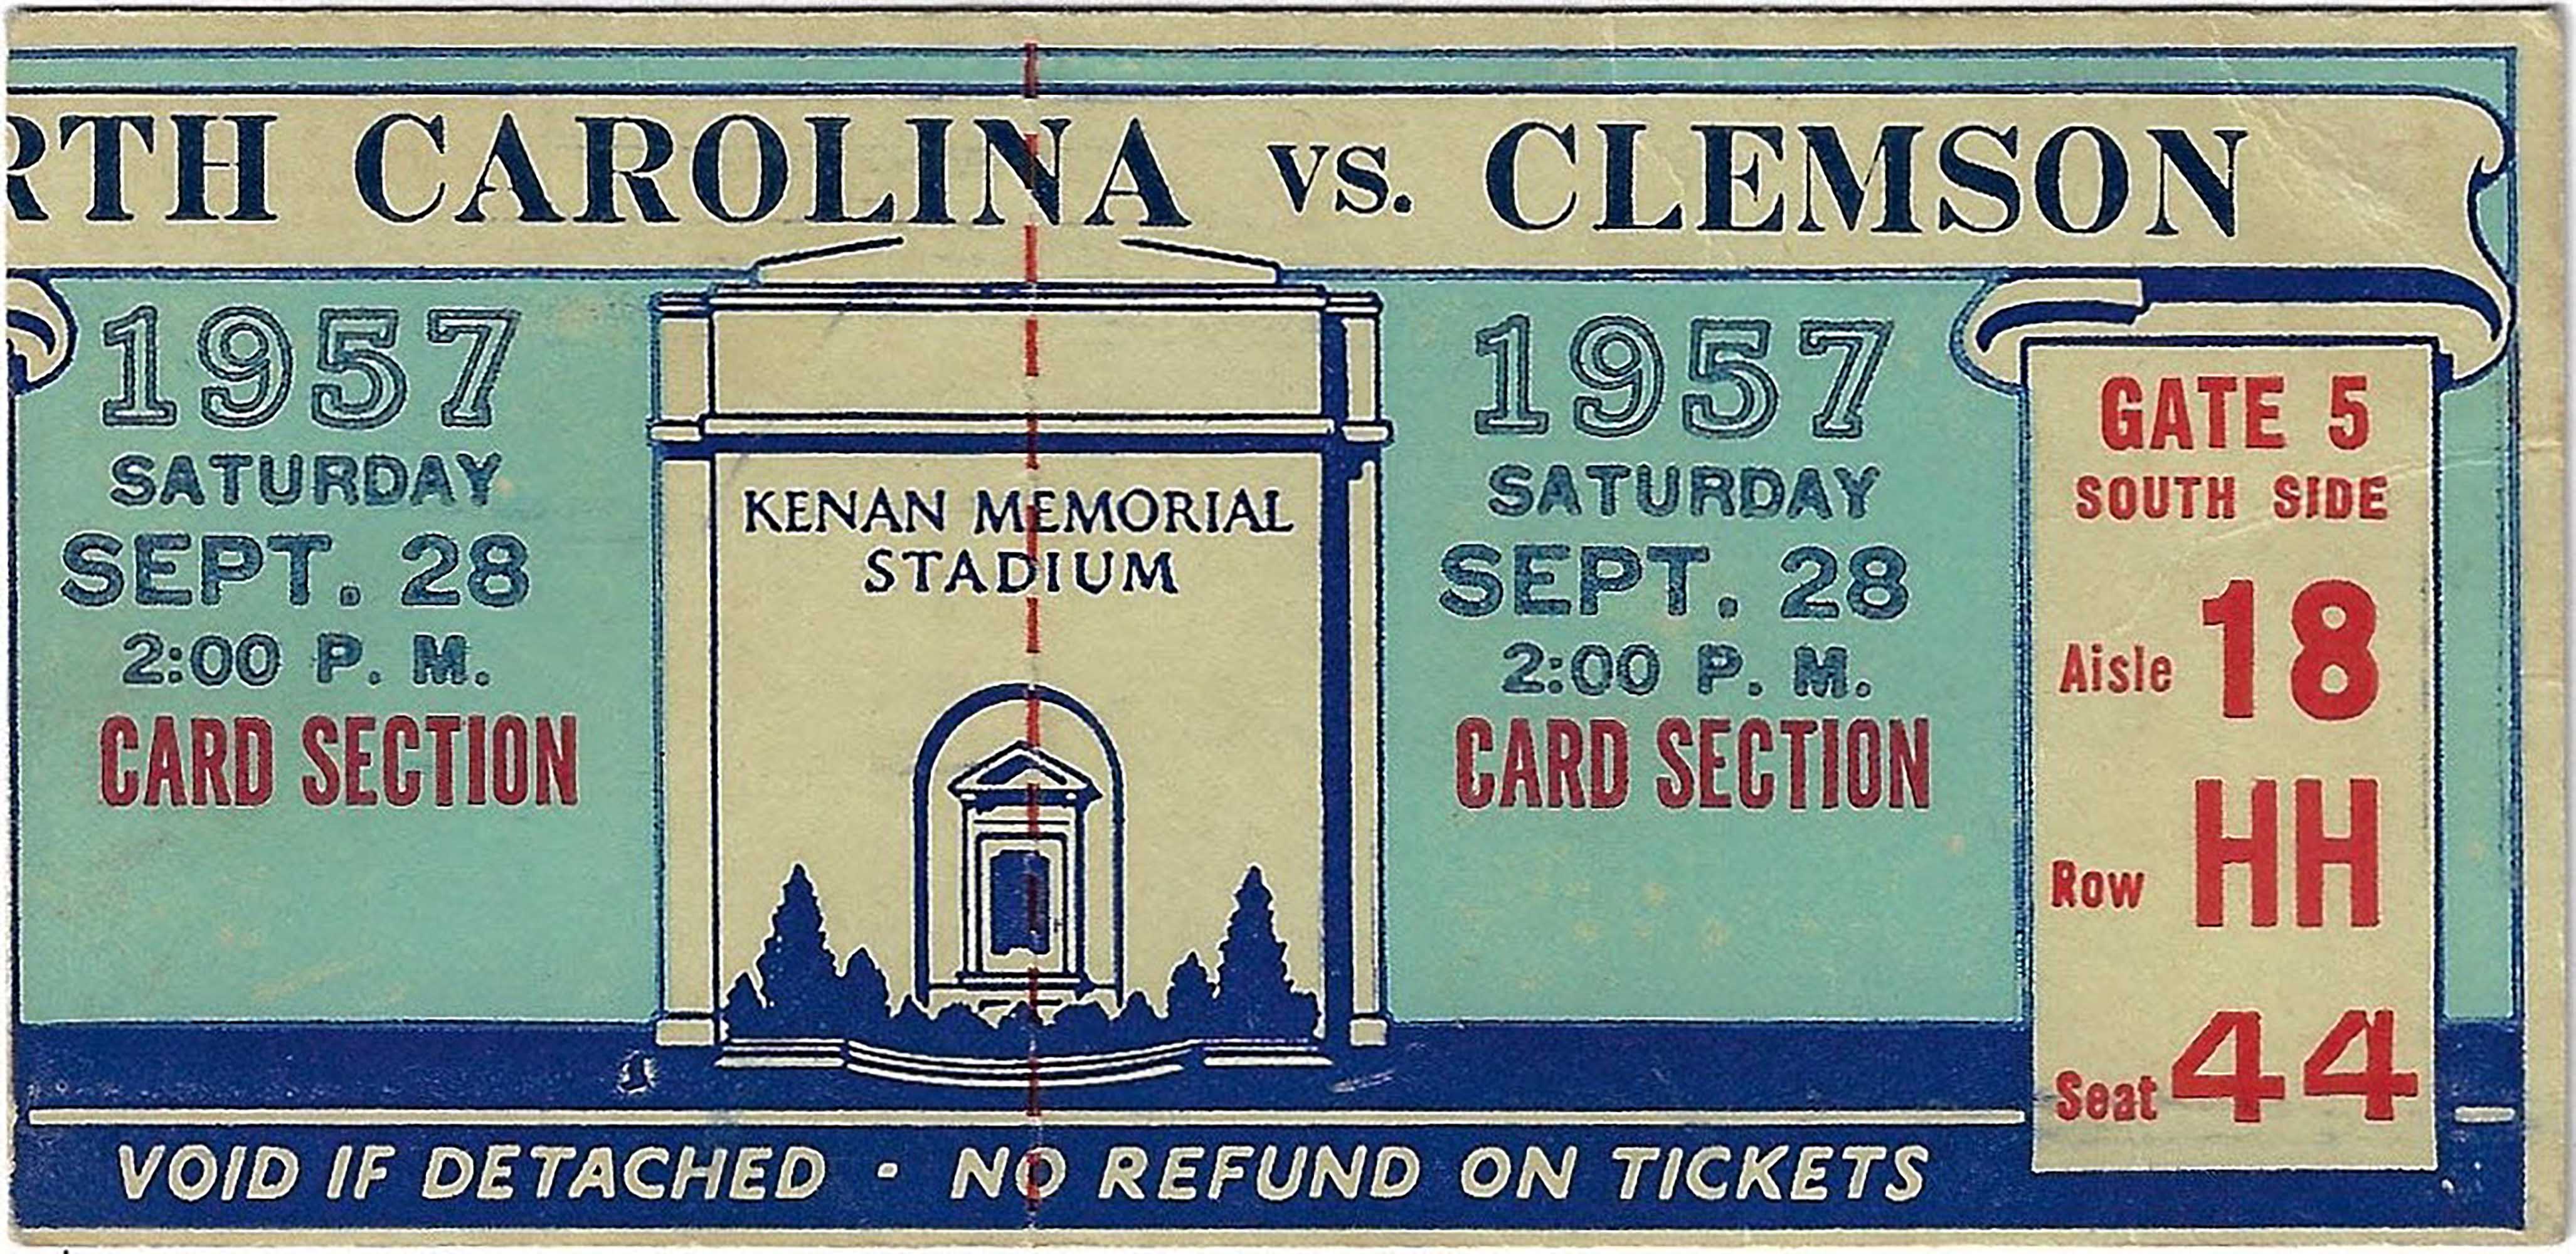 RTH CAROLINA VS. CLEMSON
1957
SATURDAY
SEPT. 28
2:00 P. M.
CARD SECTION
KENAN MEMORIAL
STADIUM
1957
SATURDAY
SEPT. 28
2:00 P. M.
CARD SECTION
GATE 5
SOUTH SIDE
Aisle 18
Row HH
Seat 44
VOID IF DETACHED · NO REFUND ON TICKETS